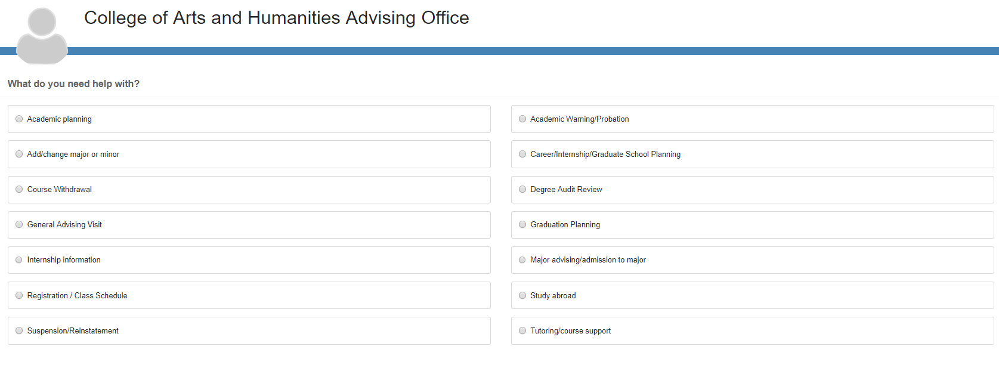 College of Arts and Humanities Advising Office
What do you need help with?
Academic planning
Academic Warning/Probation
Add/change major or minor
Career/Internship/Graduate School Planning
Course Withdrawal
Degree Audit Review
General Advising Visit
Graduation Planning
Internship information
Major advising/admission to major
Registration / Class Schedule
Study abroad
Suspension/Reinstatement
Tutoring/course support